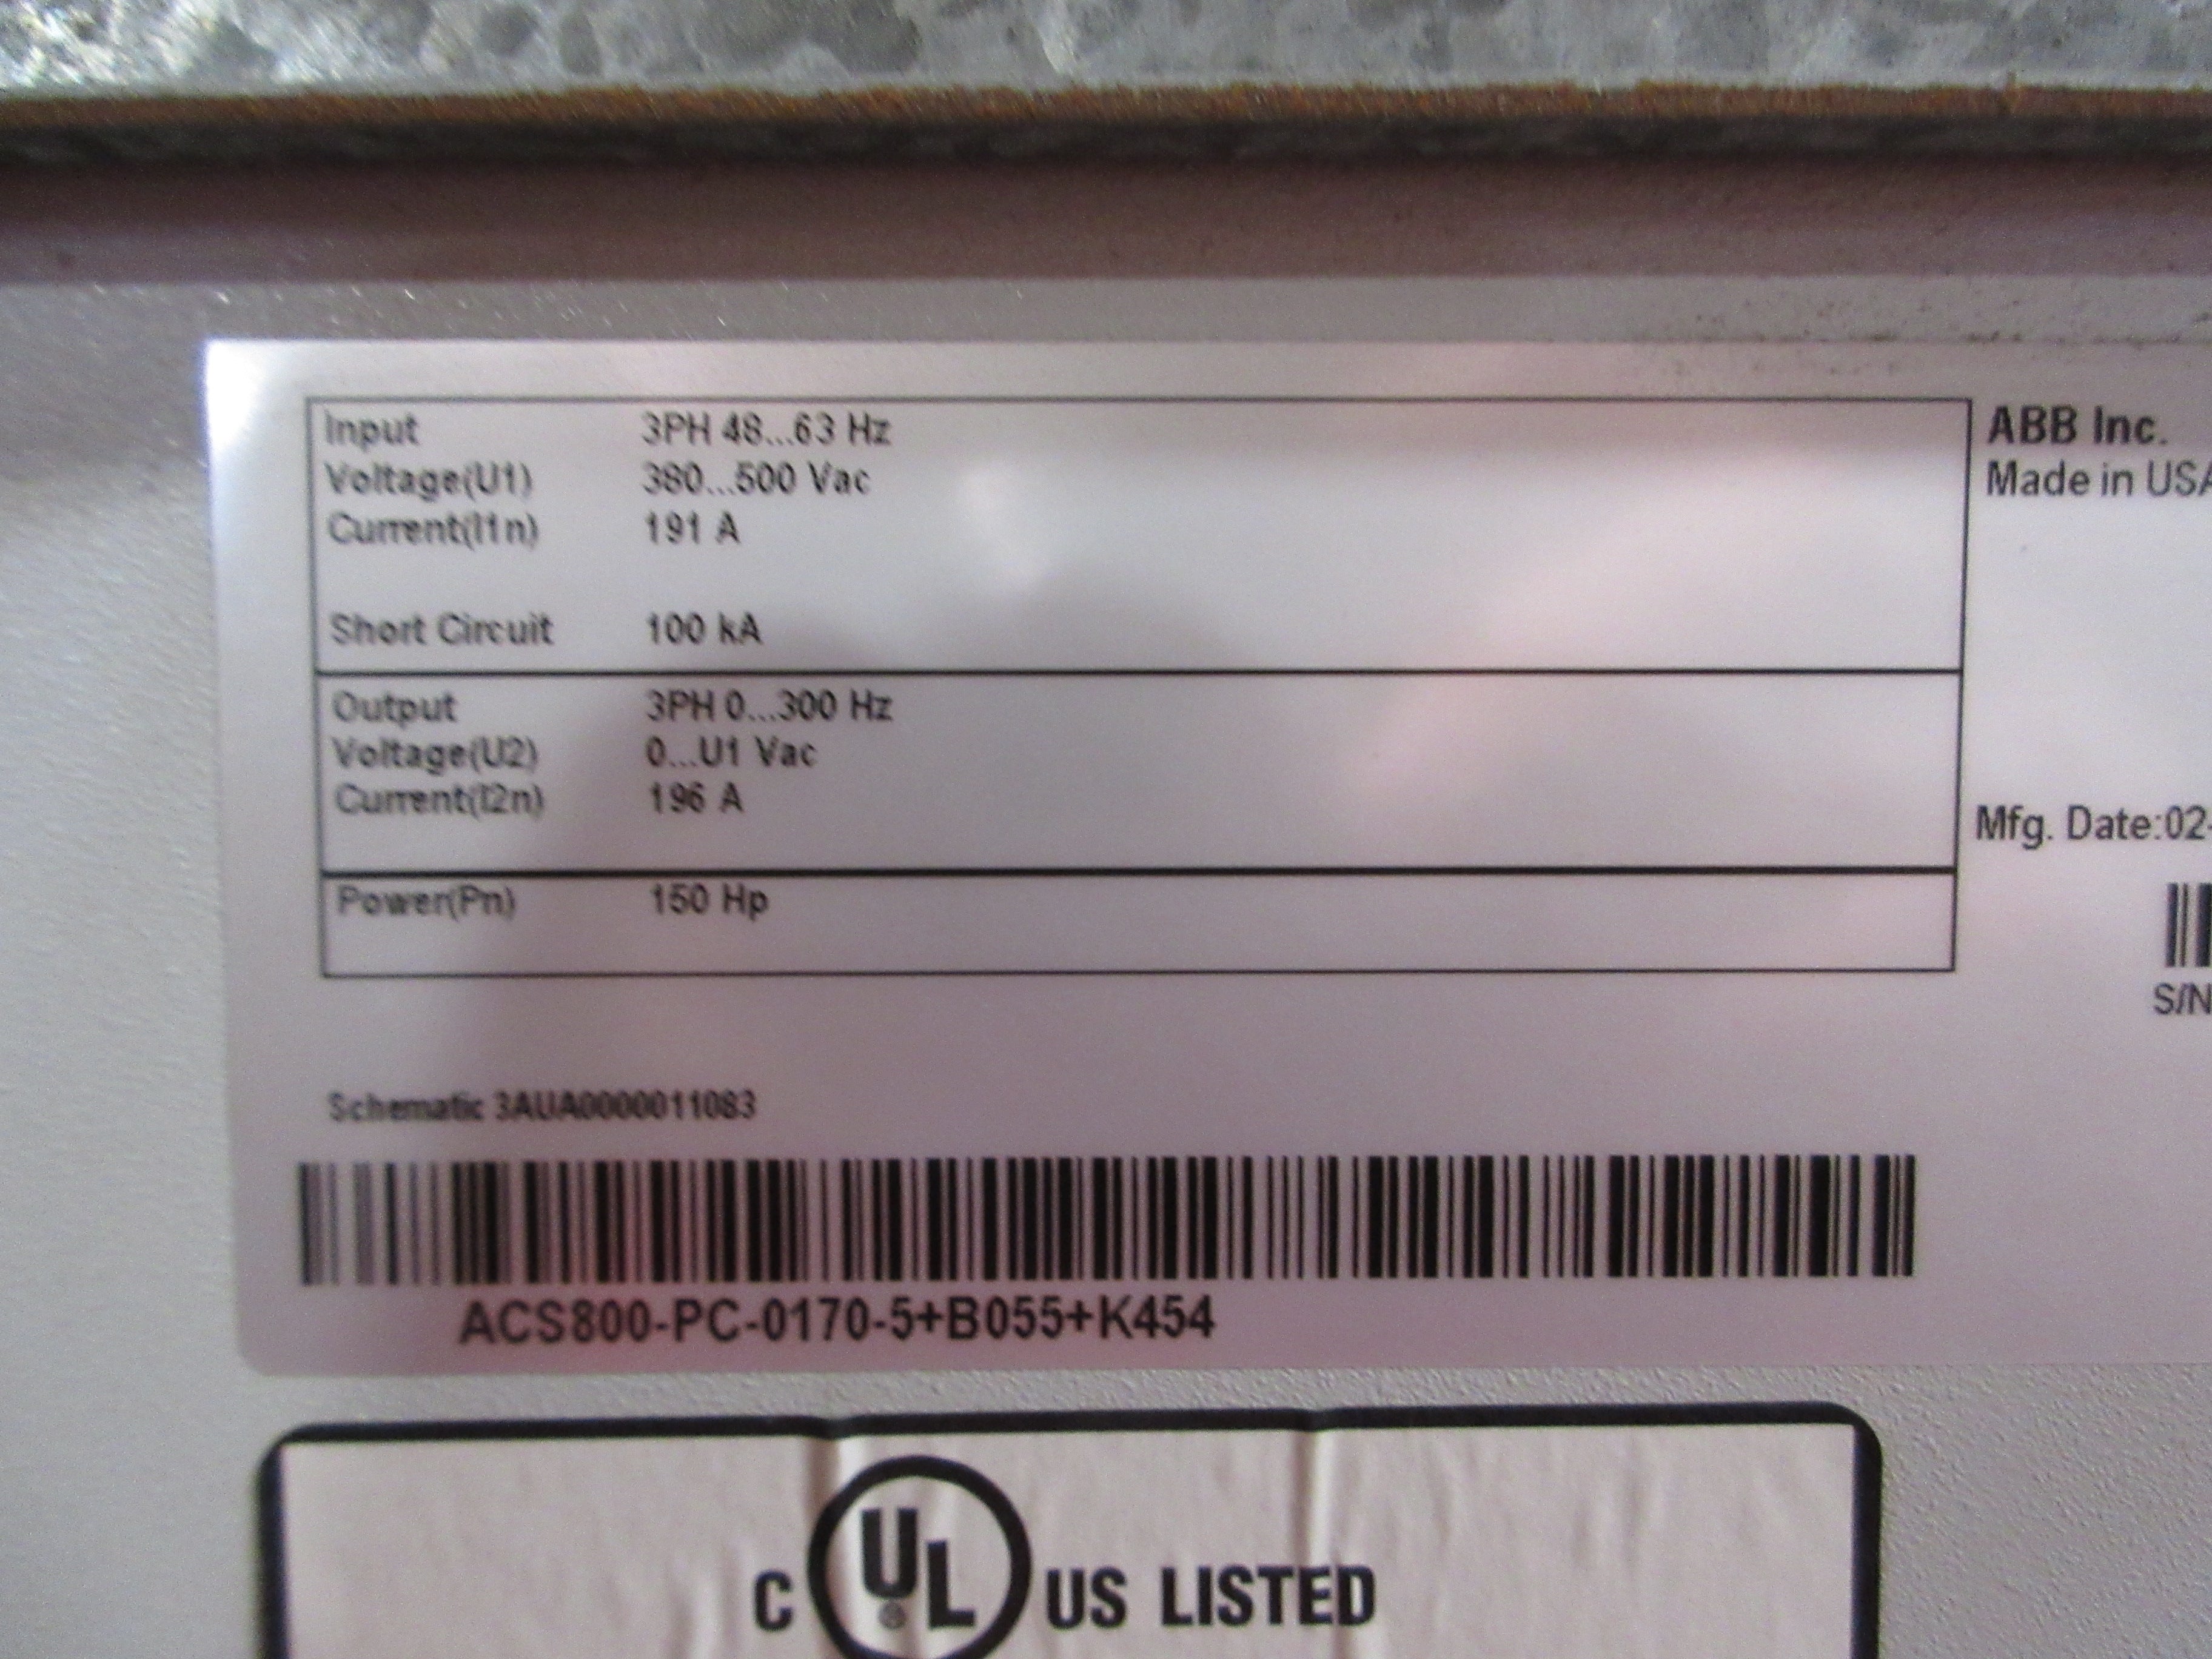 Input 3PH 48...63 Hz
Voltage(U1) 380...500 Vac
Current(I1n) 191 A
Short Circuit 100 kA
Output 3PH 0...300 Hz
Voltage(U2) 0...U1 Vac
Current(I2n) 196 A
Power(Pn) 150 Hp
ABB Inc.
Made in USA
Mfg. Date:02-
S/N
Schematic 3AUA0000011083
ACS800-PC-0170-5+B055+K454
C UL ® US LISTED